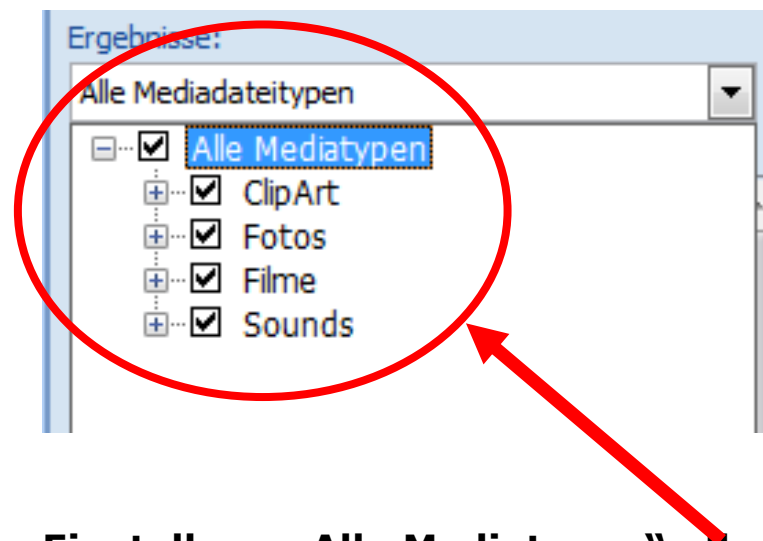 Ergebnisse:
Alle Mediadateitypen
Alle Mediatypen
ClipArt
Fotos
Filme
Sounds